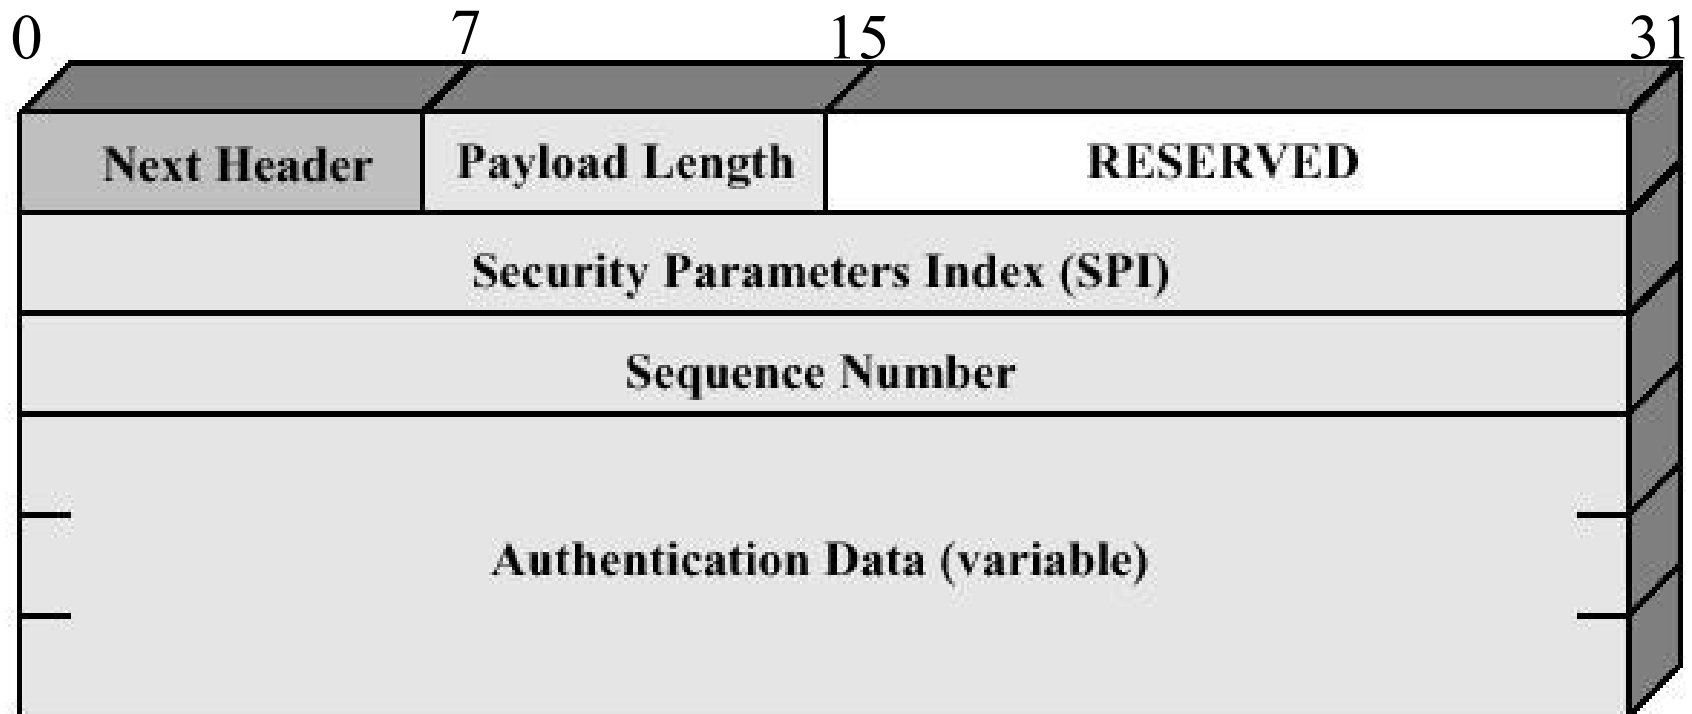 0 7 15 31
Next Header Payload Length RESERVED
Security Parameters Index (SPI)
Sequence Number
Authentication Data (variable)